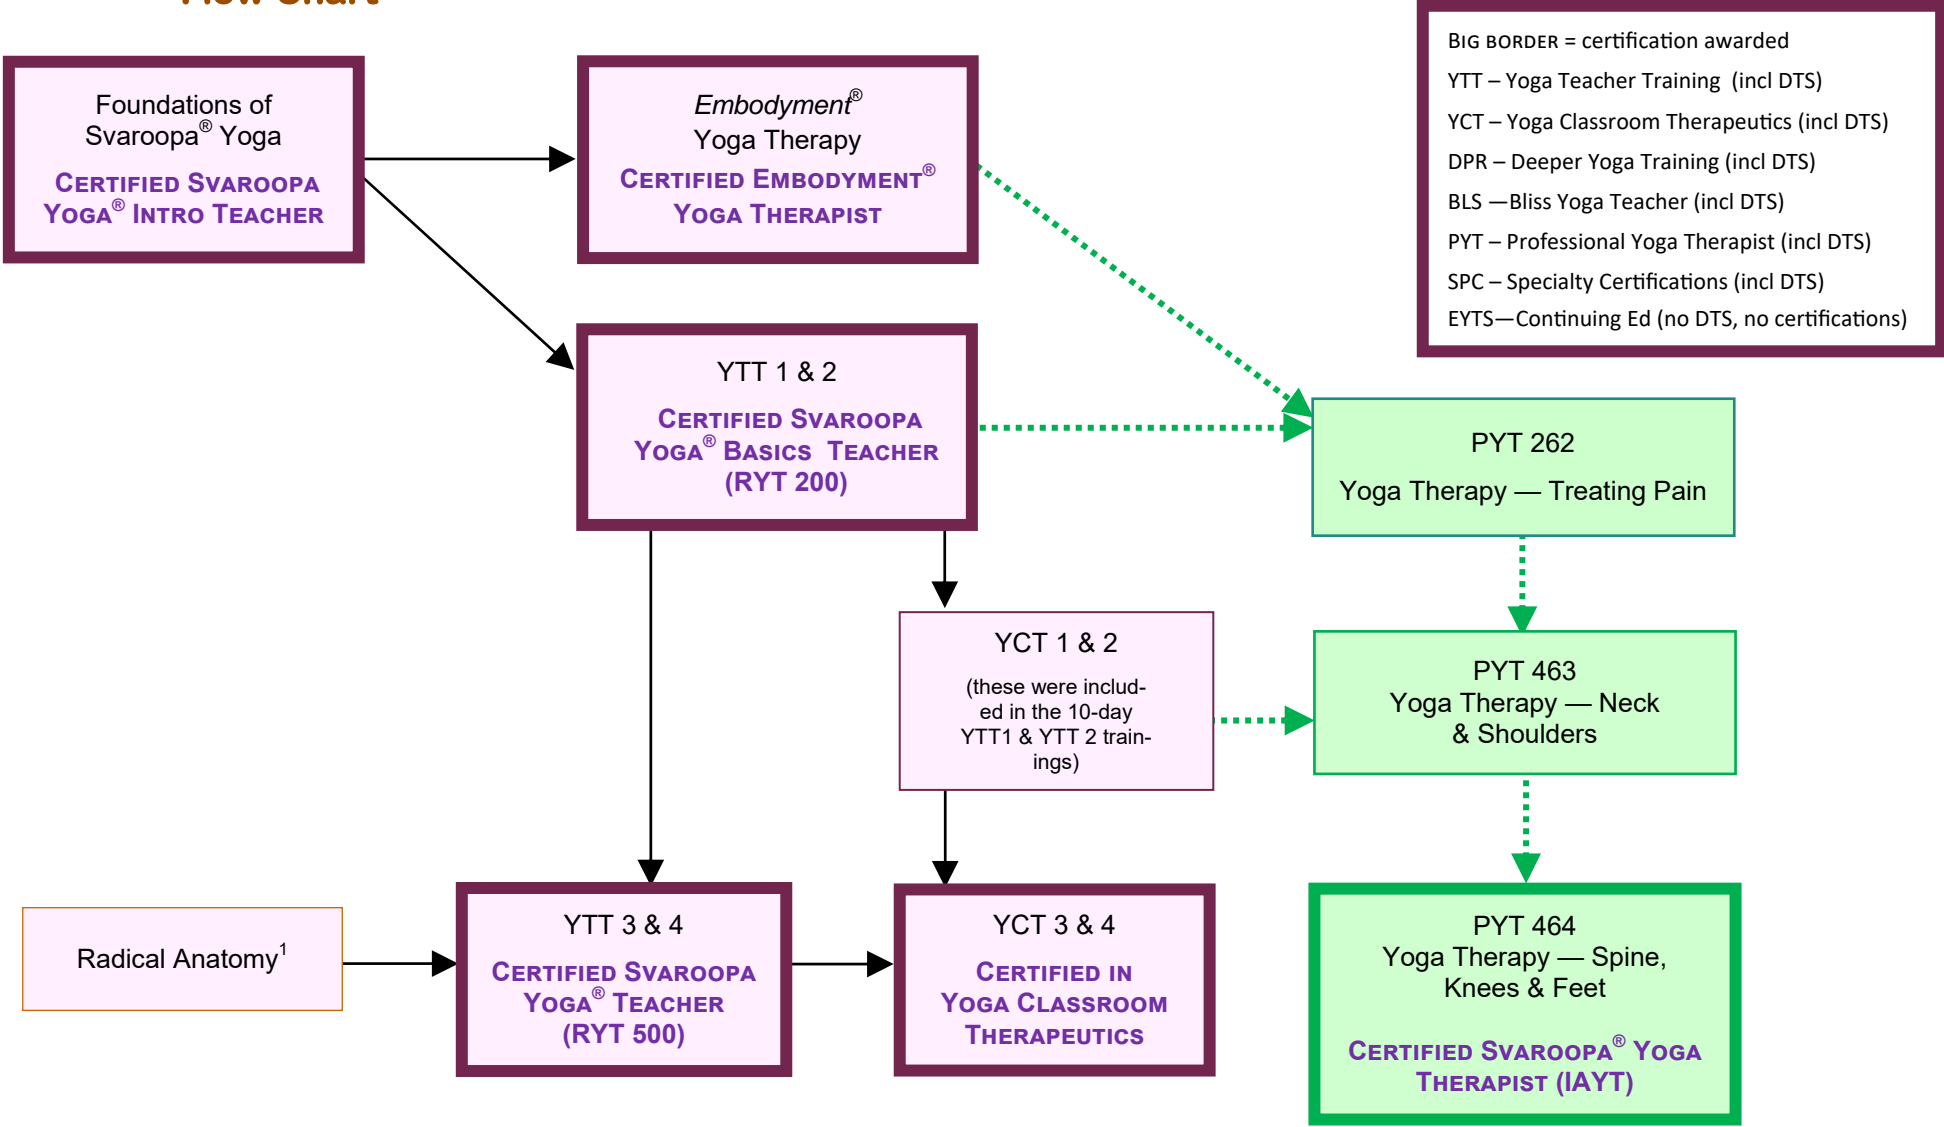 Flow Chart
Foundations of
Svaroopa® Yoga
CERTIFIED SVAROOPA
YOGA® INTRO TEACHER
Embodyment®
Yoga Therapy
CERTIFIED EMBODYMENT®
YOGA THERAPIST
BIG BORDER = certification awarded
YTT – Yoga Teacher Training (incl DTS)
YCT – Yoga Classroom Therapeutics (incl DTS)
DPR – Deeper Yoga Training (incl DTS)
BLS —Bliss Yoga Teacher (incl DTS)
PYT – Professional Yoga Therapist (incl DTS)
SPC – Specialty Certifications (incl DTS)
EYTS—Continuing Ed (no DTS, no certifications)
YTT 1 & 2
CERTIFIED SVAROOPA
YOGA® BASICS TEACHER
(RYT 200)
PYT 262
Yoga Therapy — Treating Pain
YCT 1 & 2
(these were includ-
ed in the 10-day
YTT1 & YTT 2 train-
ings)
PYT 463
Yoga Therapy — Neck
& Shoulders
Radical Anatomy¹
YTT 3 & 4
CERTIFIED SVAROOPA
YOGA® TEACHER
(RYT 500)
YCT 3 & 4
CERTIFIED IN
YOGA CLASSROOM
THERAPEUTICS
PYT 464
Yoga Therapy — Spine,
Knees & Feet
CERTIFIED SVAROOPA® YOGA
THERAPIST (IAYT)